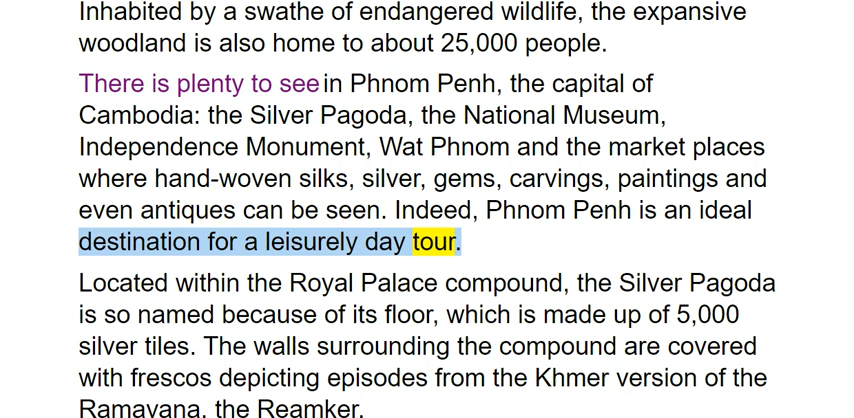 Inhabited by a swathe of endangered wildlife, the expansive
woodland is also home to about 25,000 people.
There is plenty to see in Phnom Penh, the capital of
Cambodia: the Silver Pagoda, the National Museum,
Independence Monument, Wat Phnom and the market places
where hand-woven silks, silver, gems, carvings, paintings and
even antiques can be seen. Indeed, Phnom Penh is an ideal
destination for a leisurely day tour.
Located within the Royal Palace compound, the Silver Pagoda
is so named because of its floor, which is made up of 5,000
silver tiles. The walls surrounding the compound are covered
with frescos depicting episodes from the Khmer version of the
Ramayana, the Reamker.